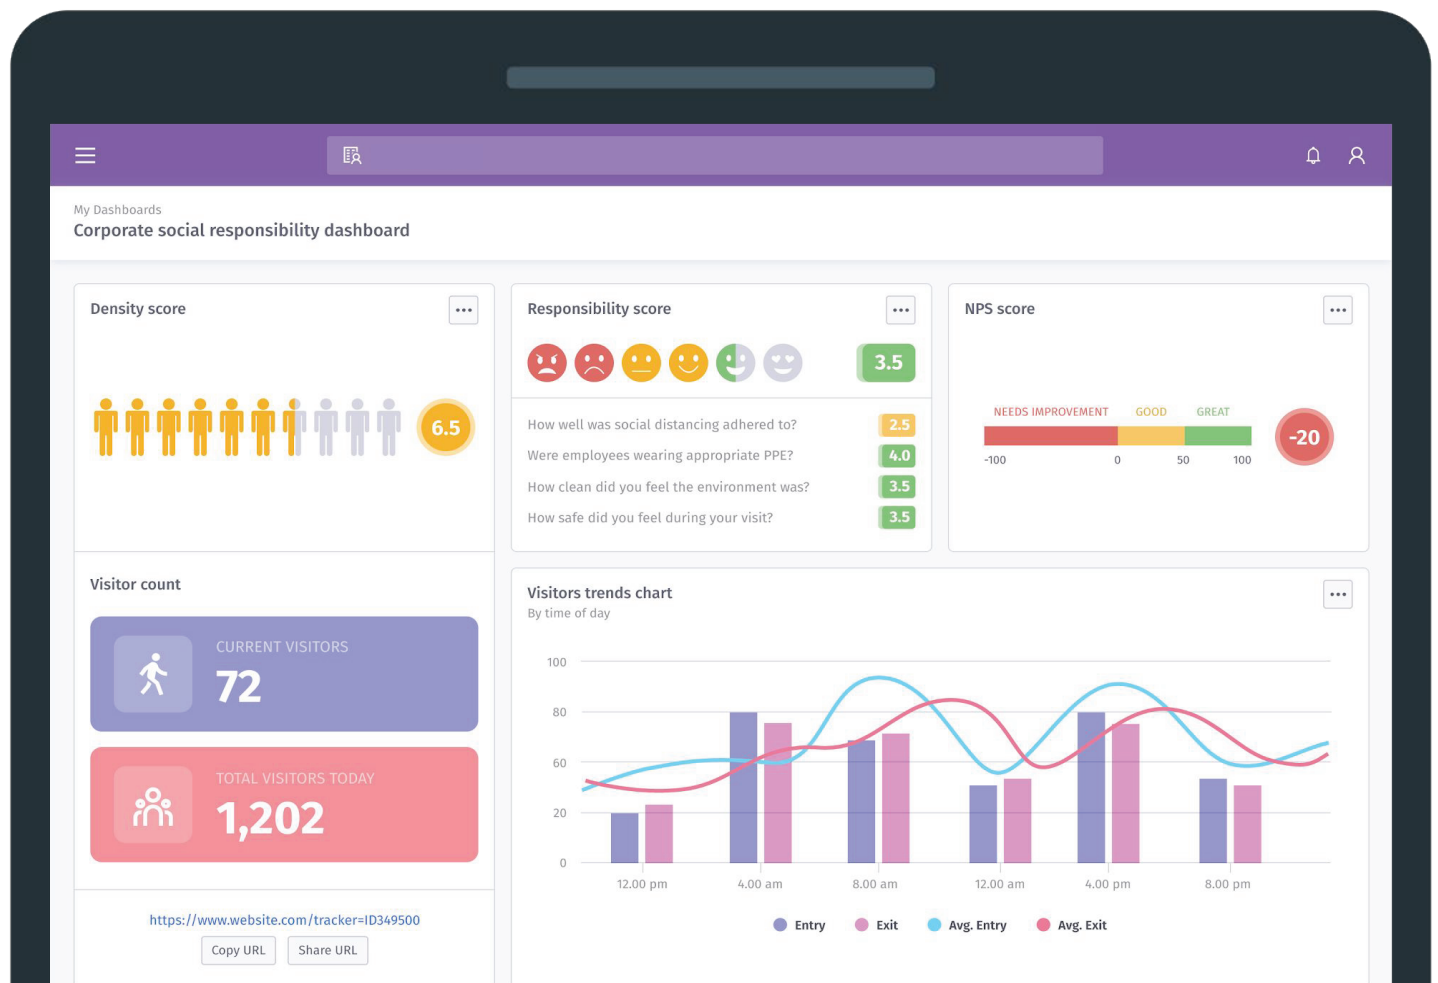 My Dashboards
Corporate social responsibility dashboard
Density score
6.5
Responsibility score
3.5
How well was social distancing adhered to? 2.5
Were employees wearing appropriate PPE? 4.0
How clean did you feel the environment was? 3.5
How safe did you feel during your visit? 3.5
NPS score
NEEDS IMPROVEMENT GOOD GREAT
-100 0 50 100
-20
Visitor count
CURRENT VISITORS
72
TOTAL VISITORS TODAY
1,202
https://www.website.com/tracker=ID349500
Copy URL Share URL
Visitors trends chart
By time of day
100
80
60
20
0
12.00 pm 4.00 am 8.00 am 12.00 am 4.00 pm 8.00 pm
Entry Exit Avg. Entry Avg. Exit